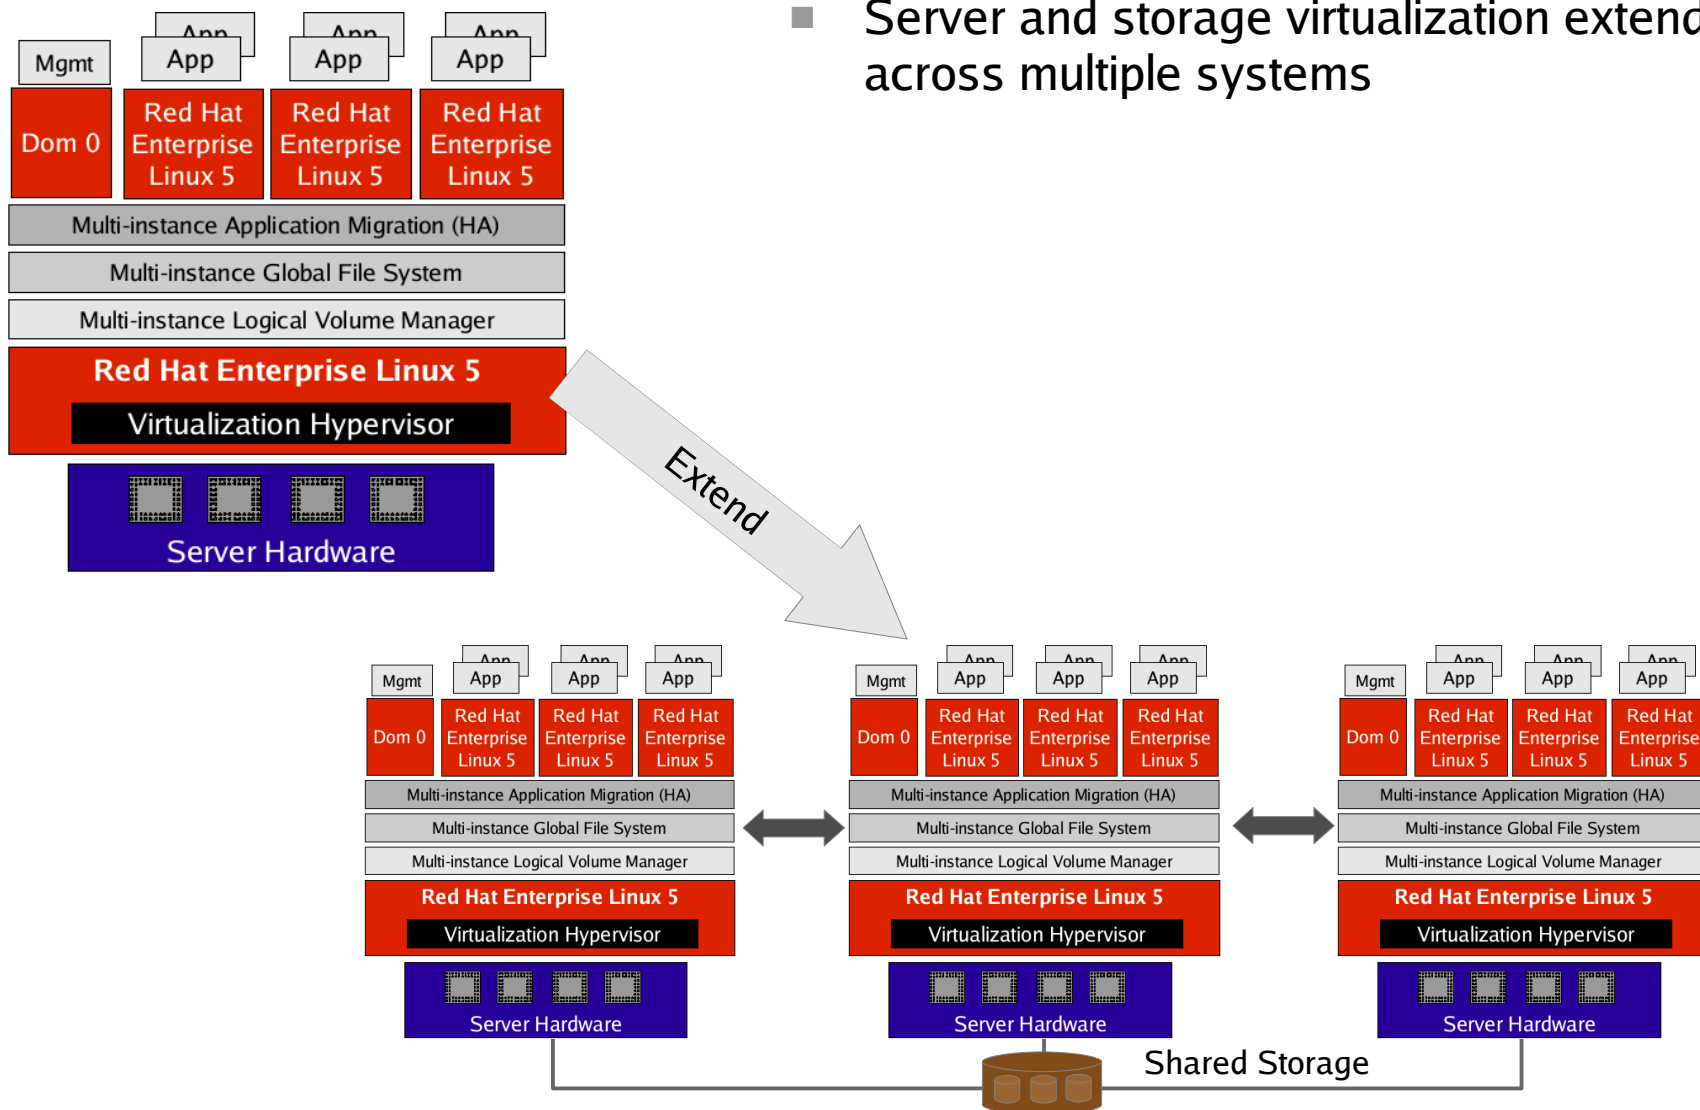 Server and storage virtualization extend
across multiple systems
App App App
Mgmt App App App
Dom 0
Red Hat
Enterprise
Linux 5
Red Hat
Enterprise
Linux 5
Red Hat
Enterprise
Linux 5
Multi-instance Application Migration (HA)
Multi-instance Global File System
Multi-instance Logical Volume Manager
Red Hat Enterprise Linux 5
Virtualization Hypervisor
Server Hardware
Extend
App App App
Mgmt App App App
Dom 0
Red Hat
Enterprise
Linux 5
Red Hat
Enterprise
Linux 5
Red Hat
Enterprise
Linux 5
Multi-instance Application Migration (HA)
Multi-instance Global File System
Multi-instance Logical Volume Manager
Red Hat Enterprise Linux 5
Virtualization Hypervisor
Server Hardware
App App App
Mgmt App App App
Dom 0
Red Hat
Enterprise
Linux 5
Red Hat
Enterprise
Linux 5
Red Hat
Enterprise
Linux 5
Multi-instance Application Migration (HA)
Multi-instance Global File System
Multi-instance Logical Volume Manager
Red Hat Enterprise Linux 5
Virtualization Hypervisor
Server Hardware
App App App
Mgmt App App App
Dom 0
Red Hat
Enterprise
Linux 5
Red Hat
Enterprise
Linux 5
Red Hat
Enterprise
Linux 5
Multi-instance Application Migration (HA)
Multi-instance Global File System
Multi-instance Logical Volume Manager
Red Hat Enterprise Linux 5
Virtualization Hypervisor
Server Hardware
Shared Storage